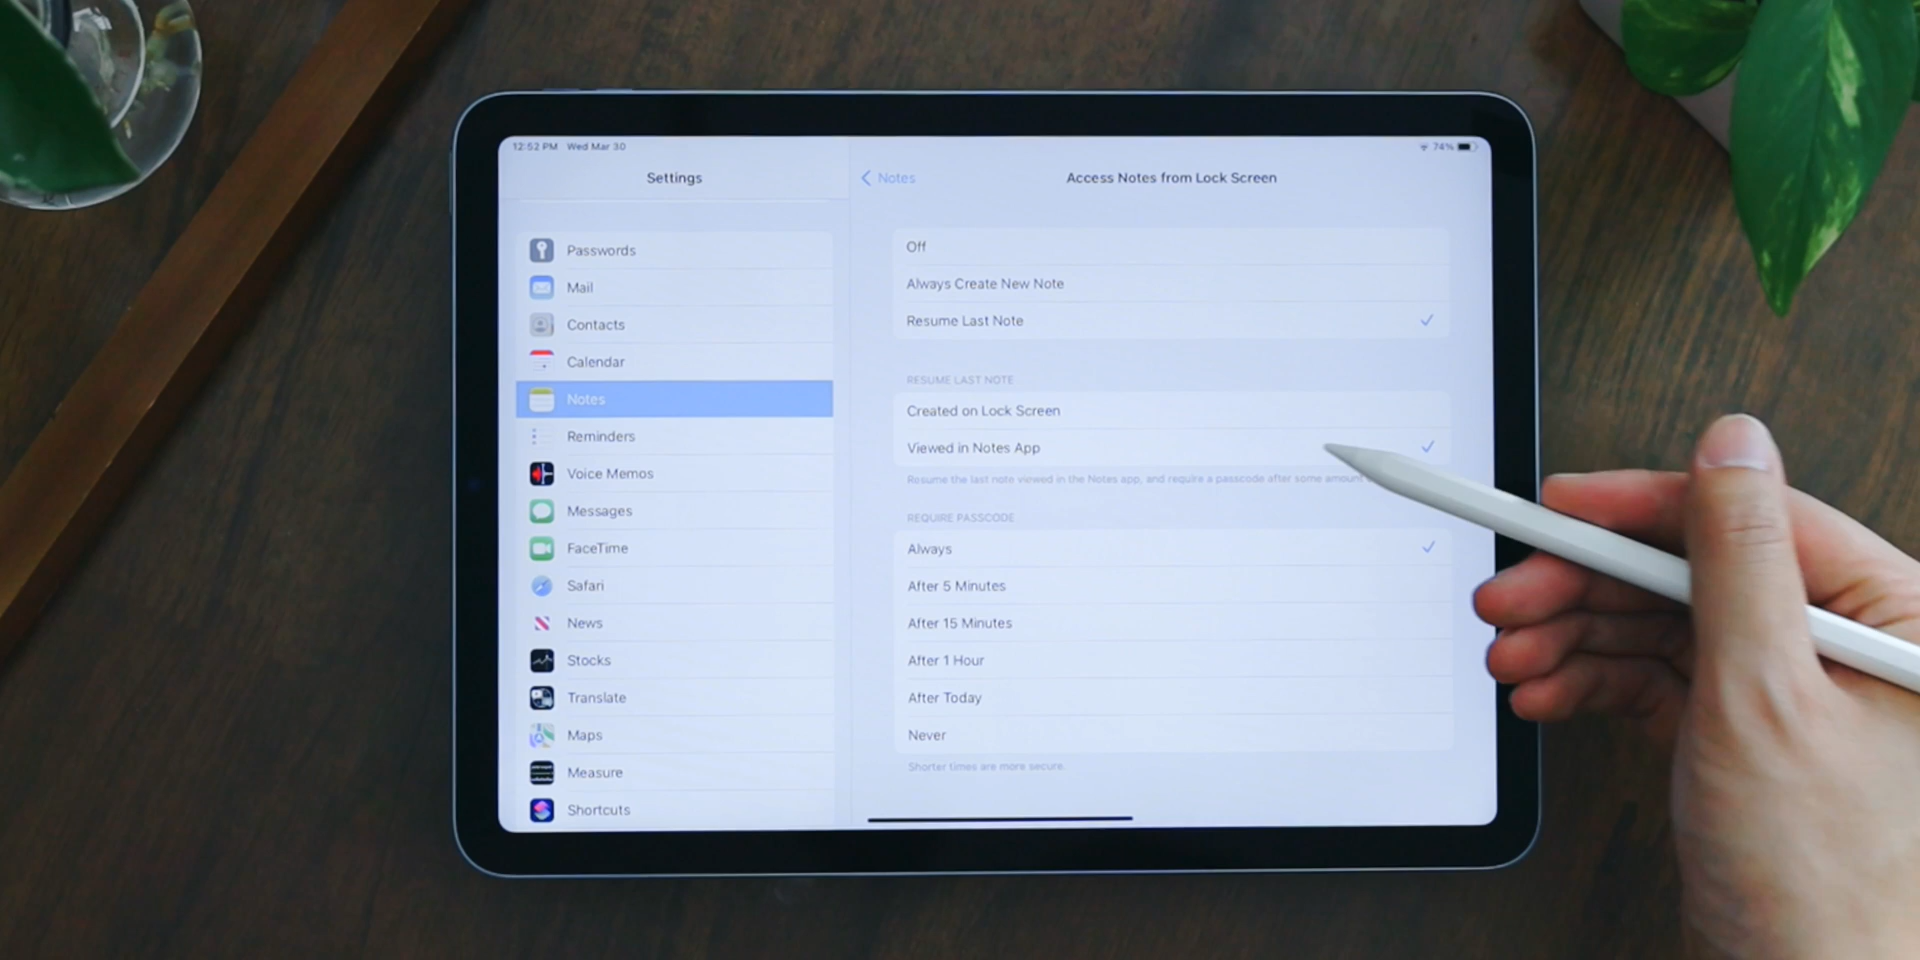 12:52 PM Wed Mar 30
74%
Settings
Passwords
Mail
Contacts
Calendar
Notes
Reminders
Voice Memos
Messages
FaceTime
Safari
News
Stocks
Translate
Maps
Measure
Shortcuts
Notes
Access Notes from Lock Screen
Off
Always Create New Note
Resume Last Note
RESUME LAST NOTE
Created on Lock Screen
Viewed in Notes App
Resume the last note viewed in the Notes app, and require a passcode after some amount
REQUIRE PASSCODE
Always
After 5 Minutes
After 15 Minutes
After 1 Hour
After Today
Never
Shorter times are more secure.